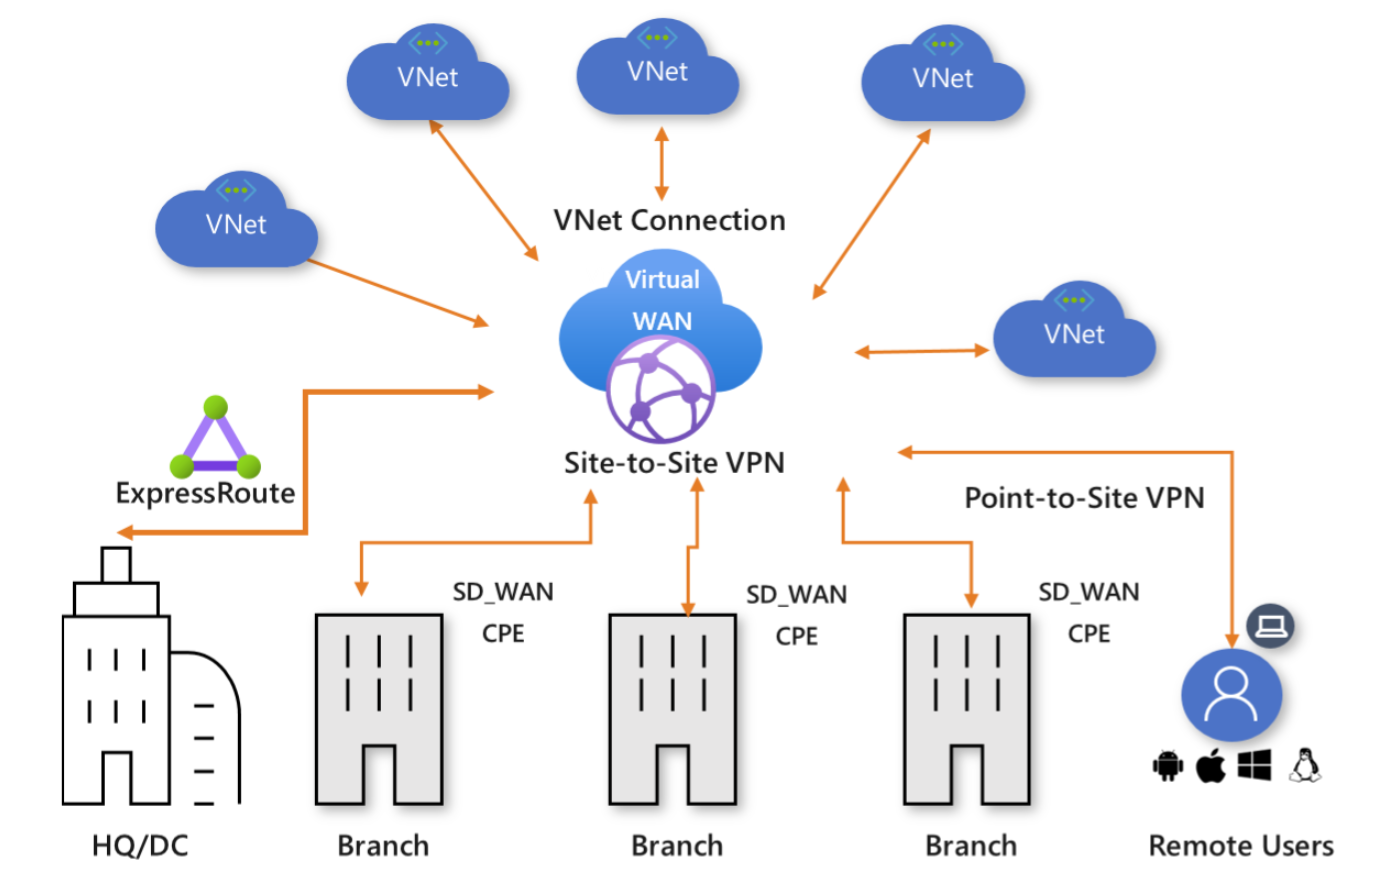 VNet
VNet
VNet
VNet
VNet Connection
Virtual
WAN
VNet
Site-to-Site VPN
ExpressRoute
Point-to-Site VPN
SD_WAN
CPE
SD_WAN
CPE
SD_WAN
CPE
HQ/DC
Branch
Branch
Branch
Remote Users